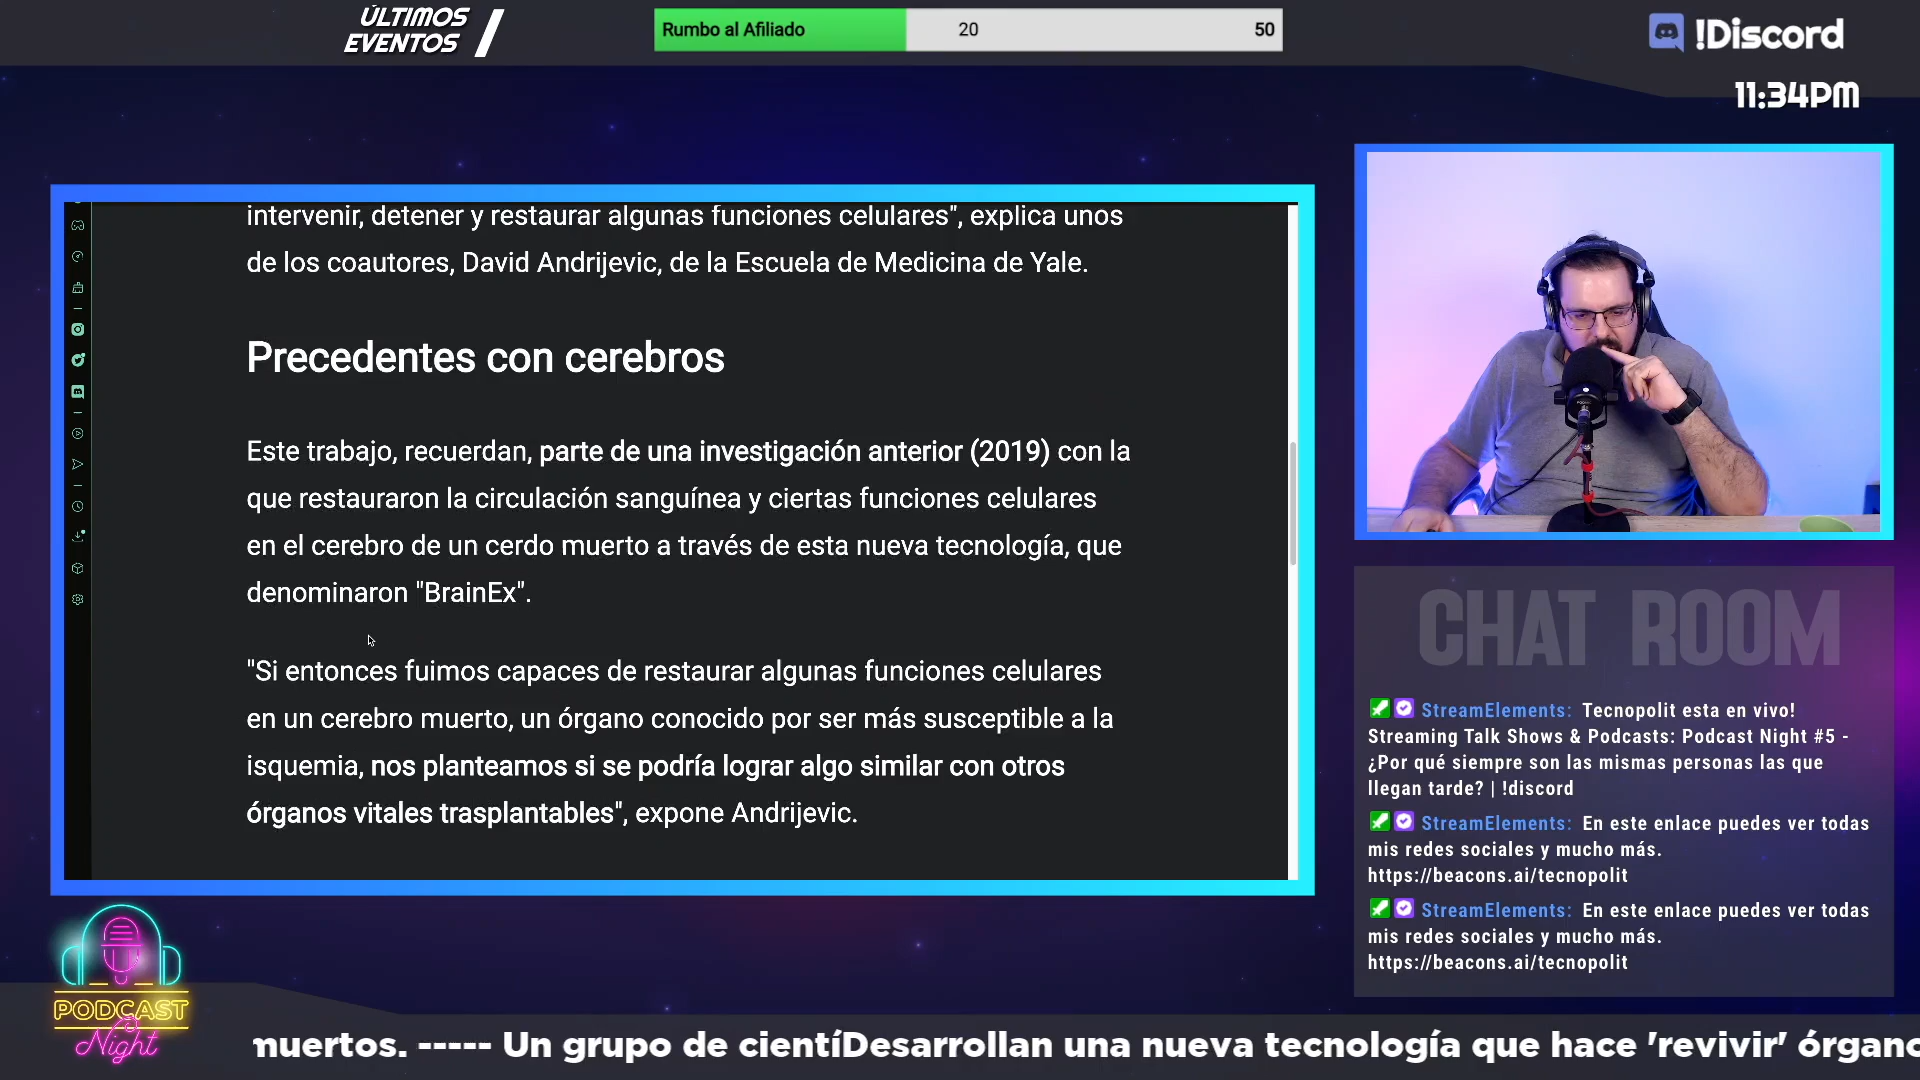 ÚLTIMOS
EVENTOS
Rumbo al Afiliado 20 50
!Discord
11:34PM
intervenir, detener y restaurar algunas funciones celulares", explica unos
de los coautores, David Andrijevic, de la Escuela de Medicina de Yale.
Precedentes con cerebros
Este trabajo, recuerdan, parte de una investigación anterior (2019) con la
que restauraron la circulación sanguínea y ciertas funciones celulares
en el cerebro de un cerdo muerto a través de esta nueva tecnología, que
denominaron "BrainEx".
"Si entonces fuimos capaces de restaurar algunas funciones celulares
en un cerebro muerto, un órgano conocido por ser más susceptible a la
isquemia, nos planteamos si se podría lograr algo similar con otros
órganos vitales trasplantables", expone Andrijevic.
CHAT ROOM
StreamElements: Tecnopolit esta en vivo!
Streaming Talk Shows & Podcasts: Podcast Night #5 -
¿Por qué siempre son las mismas personas las que
llegan tarde? | !discord
StreamElements: En este enlace puedes ver todas
mis redes sociales y mucho más.
https://beacons.ai/tecnopolit
StreamElements: En este enlace puedes ver todas
mis redes sociales y mucho más.
https://beacons.ai/tecnopolit
PODCAST
Night
muertos. ----- Un grupo de cientíDesarrollan una nueva tecnología que hace 'revivir' órgano